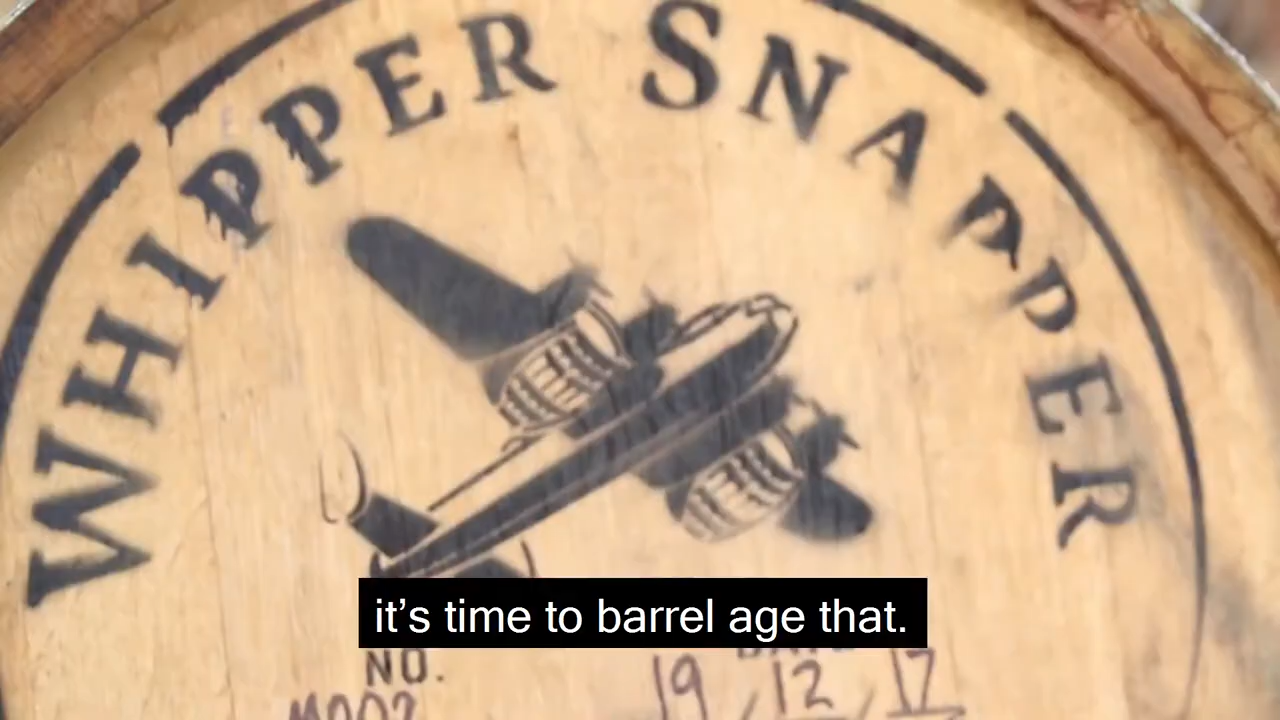 WHIPPER SNAPPER
it's time to barrel age that.
NO.
19, 12, 17